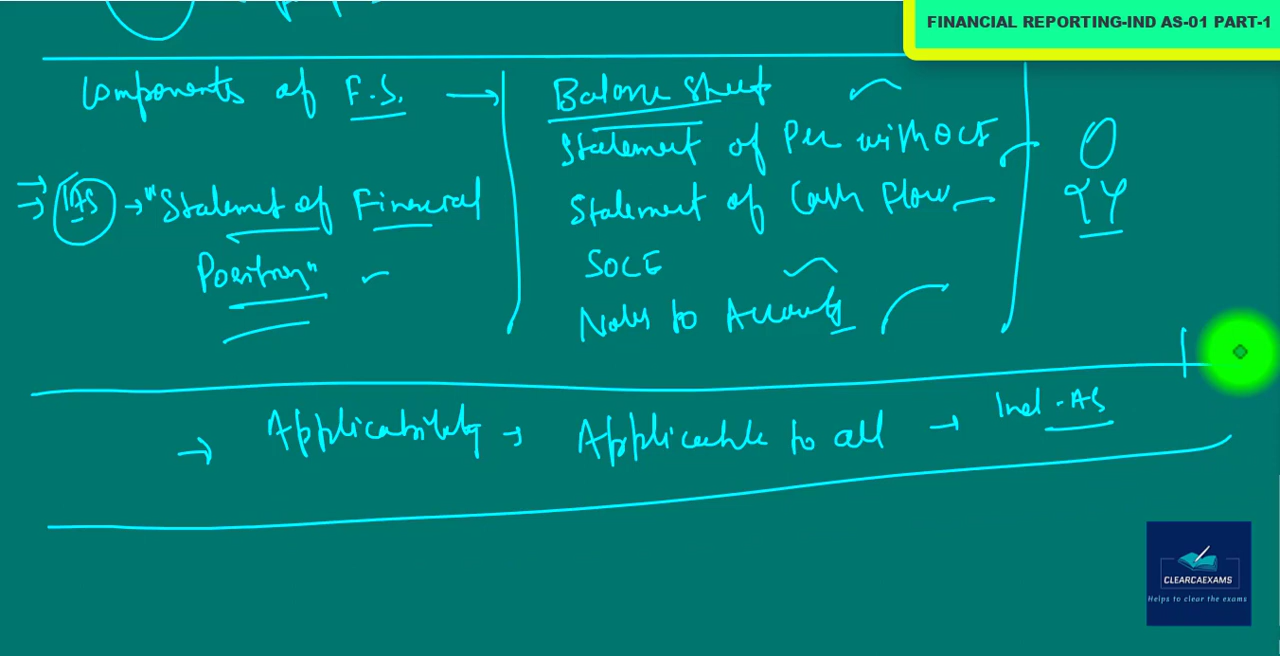 FINANCIAL REPORTING-IND AS-01 PART-1
Components of F.S. → Balance Sheet
Statement of P&L with OCI
→ IAS → "Statement of Financial Position"
Statement of Cash Flow
SOCE
Notes to Accounts
→ Applicability → Applicable to all → Ind-AS
CLEARCAEXAMS
Helps to clear the exams